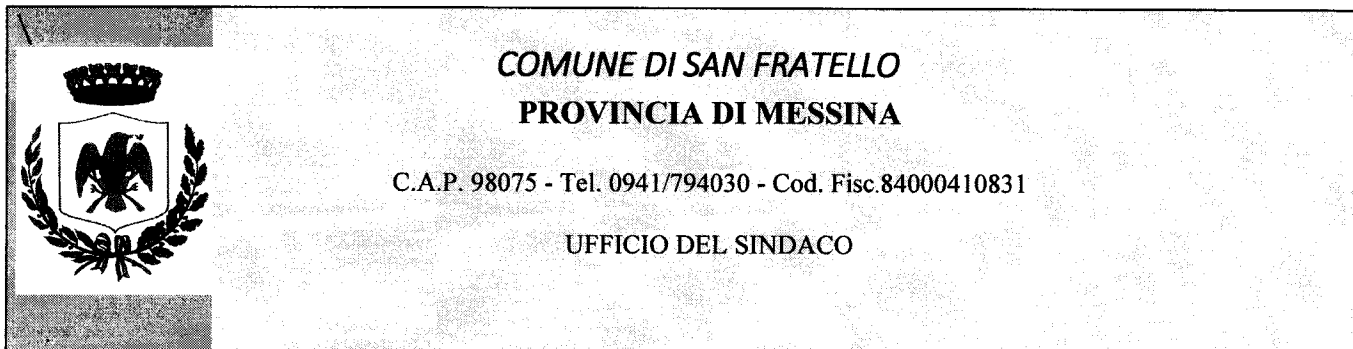 COMUNE DI SAN FRATELLO
PROVINCIA DI MESSINA
C.A.P. 98075 - Tel. 0941/794030 - Cod. Fisc.84000410831
UFFICIO DEL SINDACO